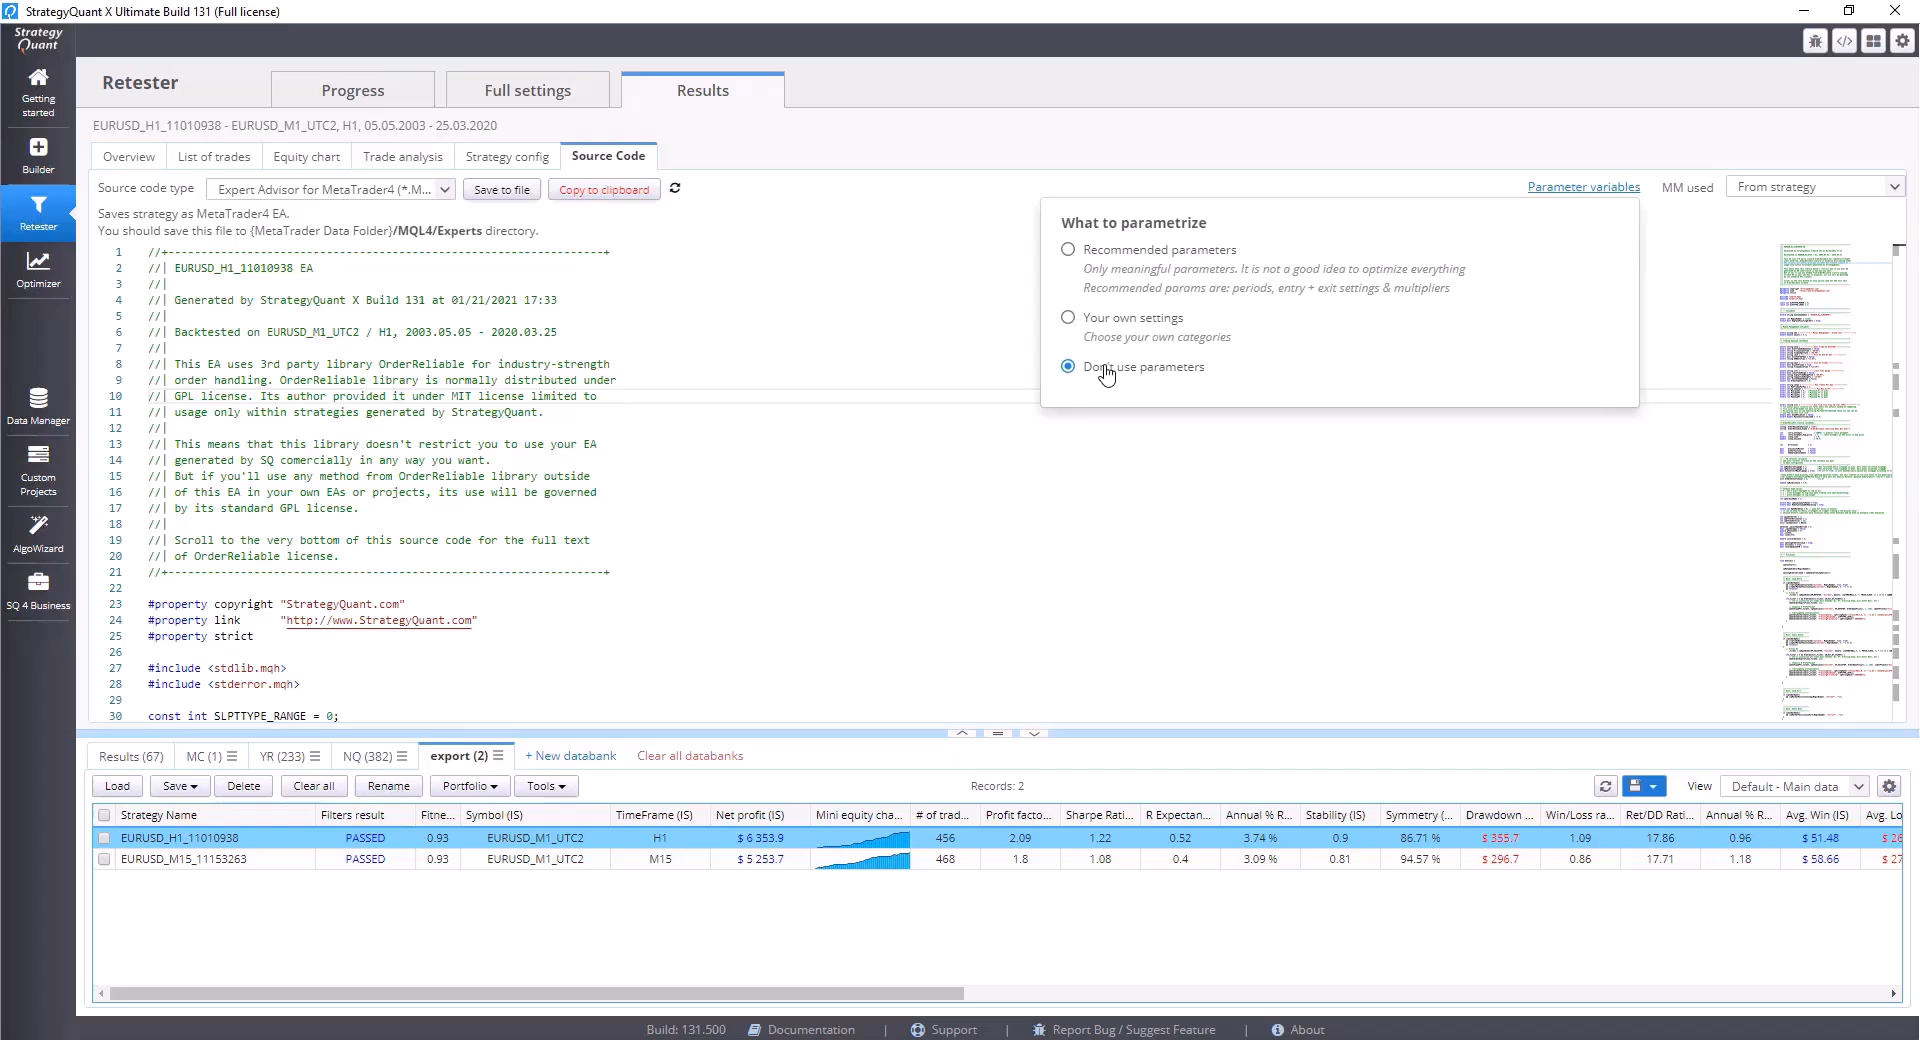 StrategyQuant X Ultimate Build 131 (Full license)
Strategy
Quant
Getting
started
Builder
Retester
Optimizer
Data Manager
Custom
Projects
AlgoWizard
SQ 4 Business
Retester
Progress
Full settings
Results
EURUSD_H1_11010938 - EURUSD_M1_UTC2, H1, 05.05.2003 - 25.03.2020
Overview
List of trades
Equity chart
Trade analysis
Strategy config
Source Code
Source code type
Expert Advisor for MetaTrader4 (*.M...
Save to file
Copy to clipboard
Parameter variables
MM used
From strategy
Saves strategy as MetaTrader4 EA.
You should save this file to {MetaTrader Data Folder}/MQL4/Experts directory.
What to parametrize
Recommended parameters
Only meaningful parameters. It is not a good idea to optimize everything
Recommended params are: periods, entry + exit settings & multipliers
Your own settings
Choose your own categories
Don't use parameters
1 //+------------------------------------------------------------------+
2 //| EURUSD_H1_11010938 EA
3 //|
4 //| Generated by StrategyQuant X Build 131 at 01/21/2021 17:33
5 //|
6 //| Backtested on EURUSD_M1_UTC2 / H1, 2003.05.05 - 2020.03.25
7 //|
8 //| This EA uses 3rd party library OrderReliable for industry-strength
9 //| order handling. OrderReliable library is normally distributed under
10 //| GPL license. Its author provided it under MIT license limited to
11 //| usage only within strategies generated by StrategyQuant.
12 //|
13 //| This means that this library doesn't restrict you to use your EA
14 //| generated by SQ comercially in any way you want.
15 //| But if you'll use any method from OrderReliable library outside
16 //| of this EA in your own EAs or projects, its use will be governed
17 //| by its standard GPL license.
18 //|
19 //| Scroll to the very bottom of this source code for the full text
20 //| of OrderReliable license.
21 //+------------------------------------------------------------------+
22
23 #property copyright "StrategyQuant.com"
24 #property link "http://www.StrategyQuant.com"
25 #property strict
26
27 #include <stdlib.mqh>
28 #include <stderror.mqh>
29
30 const int SLPTTYPE_RANGE = 0;
Results (67)
MC (1)
YR (233)
NQ (382)
export (2)
+ New databank
Clear all databanks
Load
Save
Delete
Clear all
Rename
Portfolio
Tools
Records: 2
View
Default - Main data
Strategy Name Filters result Fitne... Symbol (IS) TimeFrame (IS) Net profit (IS) Mini equity cha... # of trad... Profit facto... Sharpe Rati... R Expectan... Annual % R... Stability (IS) Symmetry (... Drawdown ... Win/Loss ra... Ret/DD Rati... Annual % R... Avg. Win (IS) Avg. Lo
EURUSD_H1_11010938 PASSED 0.93 EURUSD_M1_UTC2 H1 $ 6 353.9 456 2.09 1.22 0.52 3.74 % 0.9 86.71 % $ 355.7 1.09 17.86 0.96 $ 51.48 $ 26
EURUSD_M15_11153263 PASSED 0.93 EURUSD_M1_UTC2 M15 $ 5 253.7 468 1.8 1.08 0.4 3.09 % 0.81 94.57 % $ 296.7 0.86 17.71 1.18 $ 58.66 $ 27
Build: 131.500
Documentation
|
Support
|
Report Bug / Suggest Feature
|
About